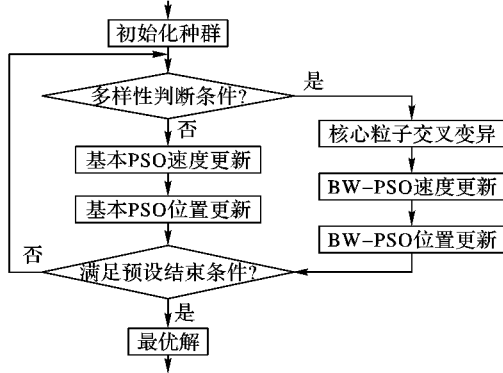 初始化种群
多样性判断条件?
是
否
核心粒子交叉变异
基本PSO速度更新
BW-PSO速度更新
基本PSO位置更新
BW-PSO位置更新
否
满足预设结束条件?
是
最优解